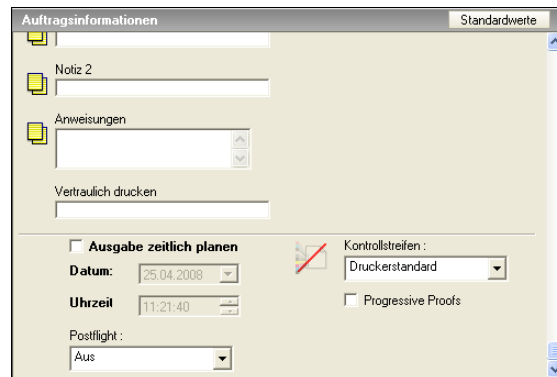 Auftragsinformationen
Standardwerte
Notiz 2
Anweisungen
Vertraulich drucken
Ausgabe zeitlich planen
Datum:
25.04.2008
Uhrzeit
11:21:40
Postflight :
Aus
Kontrollstreifen :
Druckerstandard
Progressive Proofs